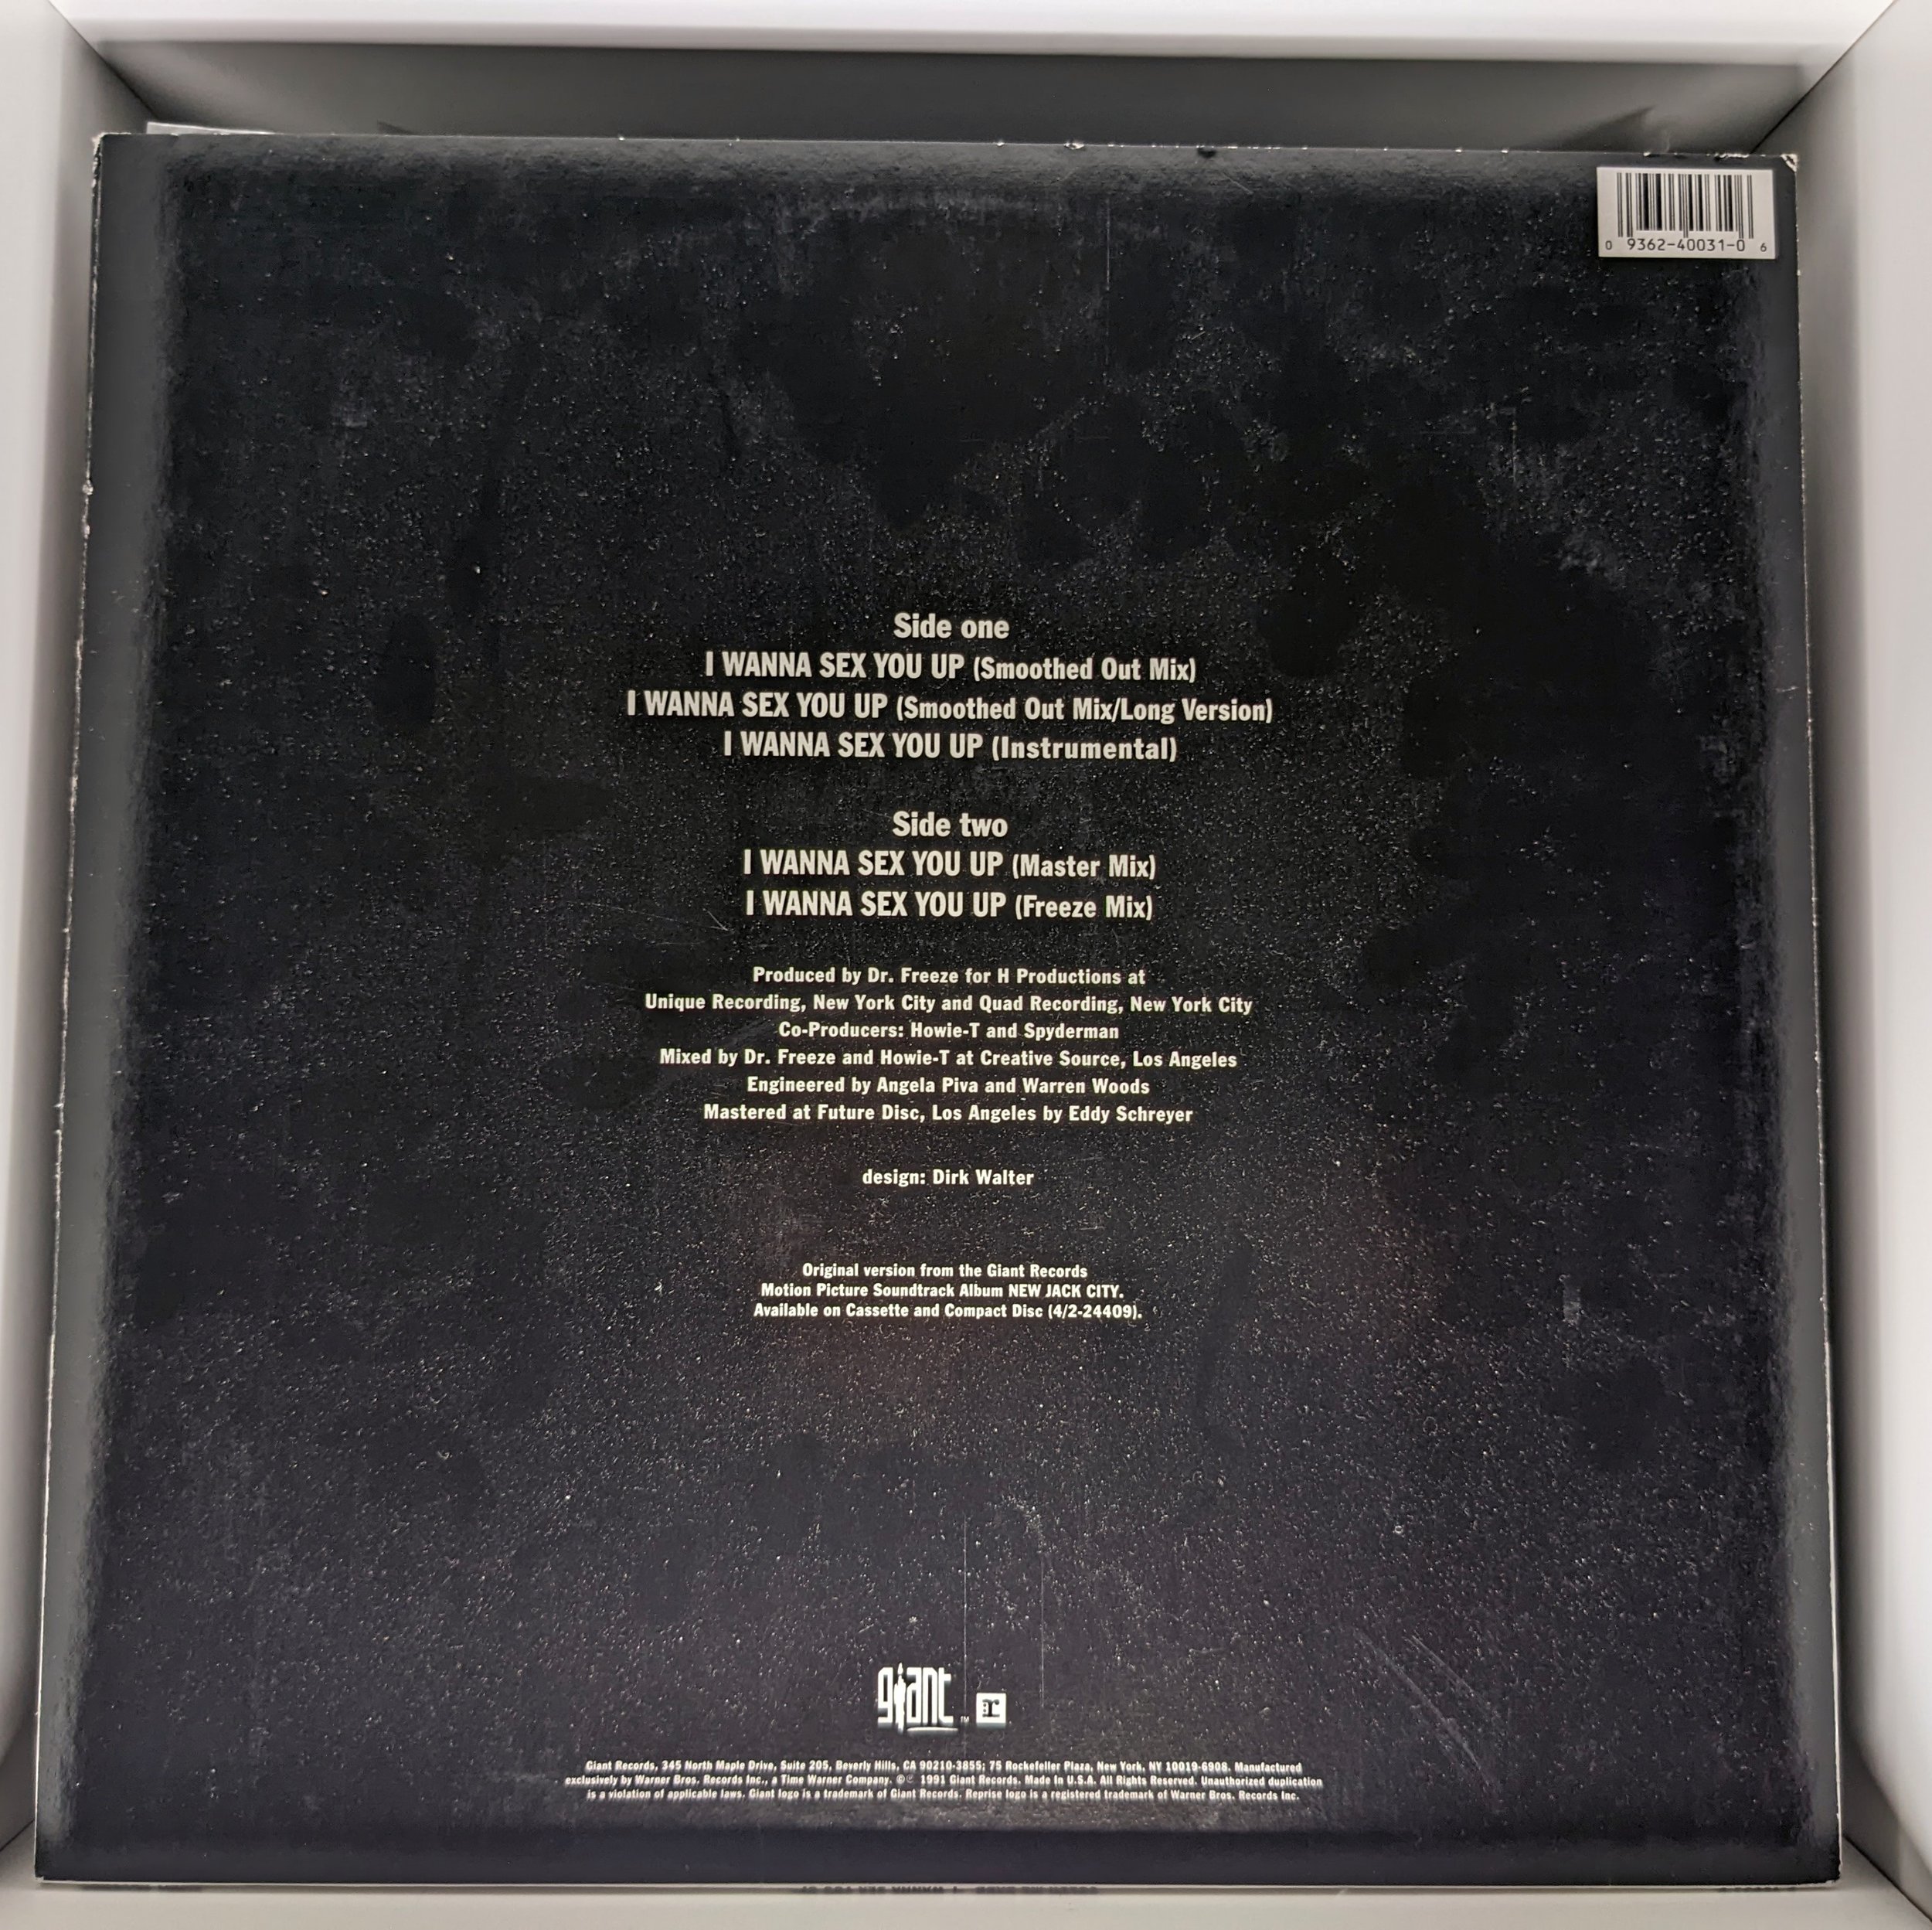 0 9362-40031-0 6
Side one
I WANNA SEX YOU UP (Smoothed Out Mix)
I WANNA SEX YOU UP (Smoothed Out Mix/Long Version)
I WANNA SEX YOU UP (Instrumental)
Side two
I WANNA SEX YOU UP (Master Mix)
I WANNA SEX YOU UP (Freeze Mix)
Produced by Dr. Freeze for H Productions at
Unique Recording, New York City and Quad Recording, New York City
Co-Producers: Howie-T and Spyderman
Mixed by Dr. Freeze and Howie-T at Creative Source, Los Angeles
Engineered by Angela Piva and Warren Woods
Mastered at Future Disc, Los Angeles by Eddy Schreyer
design: Dirk Walter
Original version from the Giant Records
Motion Picture Soundtrack Album NEW JACK CITY.
Available on Cassette and Compact Disc (4/2-24409).
giant ™ r
Giant Records, 345 North Maple Drive, Suite 205, Beverly Hills, CA 90210-3855; 75 Rockefeller Plaza, New York, NY 10019-6908. Manufactured
exclusively by Warner Bros. Records Inc., a Time Warner Company. ©℗ 1991 Giant Records. Made In U.S.A. All Rights Reserved. Unauthorized duplication
is a violation of applicable laws. Giant logo is a trademark of Giant Records. Reprise logo is a registered trademark of Warner Bros. Records Inc.